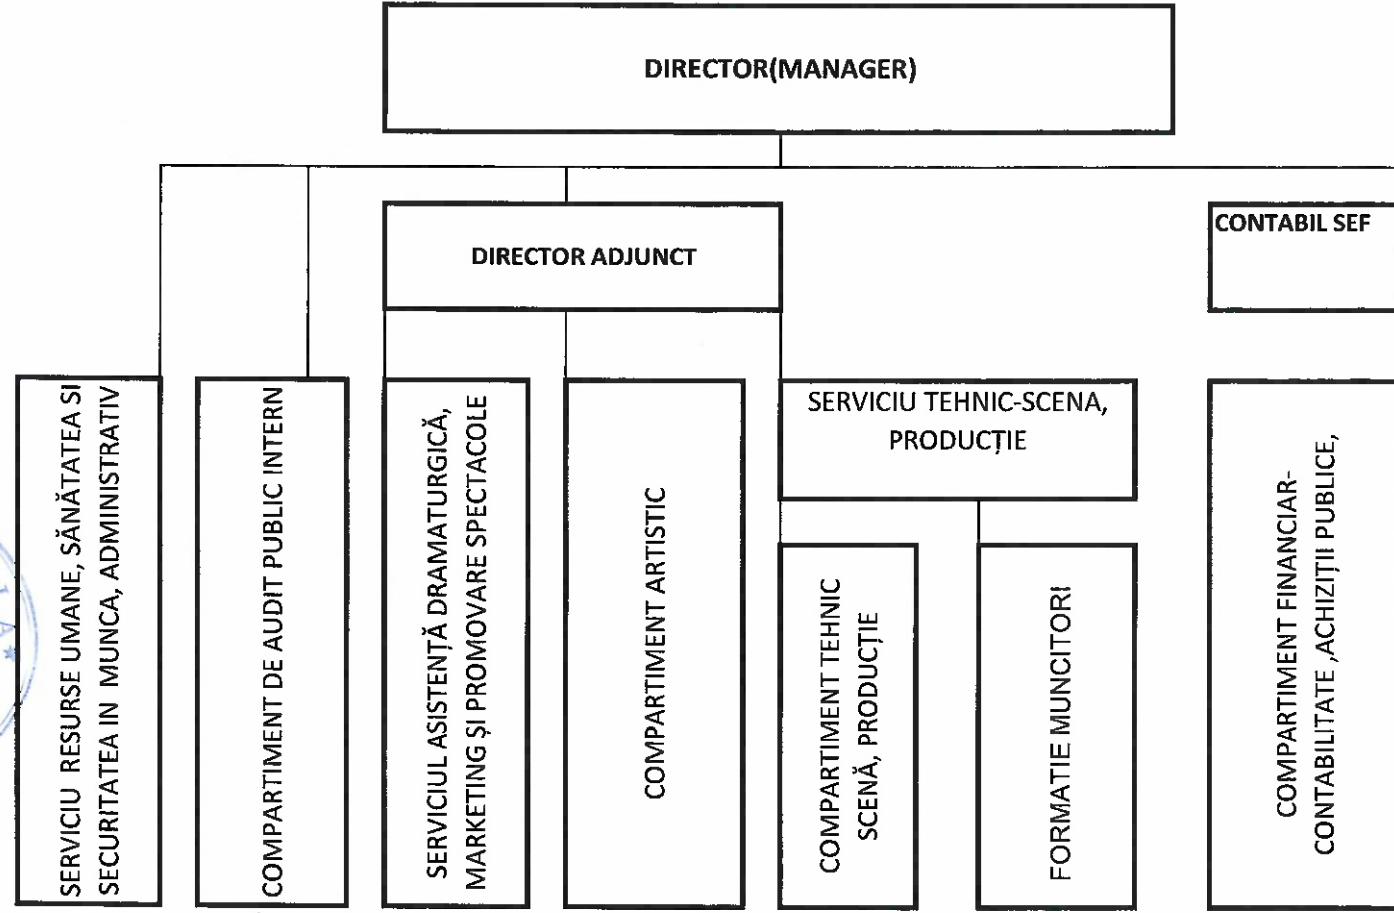 DIRECTOR(MANAGER)
DIRECTOR ADJUNCT
CONTABIL SEF
SERVICIU RESURSE UMANE, SĂNĂTATEA SI
SECURITATEA IN MUNCA, ADMINISTRATIV
COMPARTIMENT DE AUDIT PUBLIC INTERN
SERVICIUL ASISTENȚĂ DRAMATURGICĂ,
MARKETING ȘI PROMOVARE SPECTACOLE
COMPARTIMENT ARTISTIC
SERVICIU TEHNIC-SCENA,
PRODUCȚIE
COMPARTIMENT TEHNIC
SCENĂ, PRODUCȚIE
FORMATIE MUNCITORI
COMPARTIMENT FINANCIAR-
CONTABILITATE ,ACHIZIȚII PUBLICE,